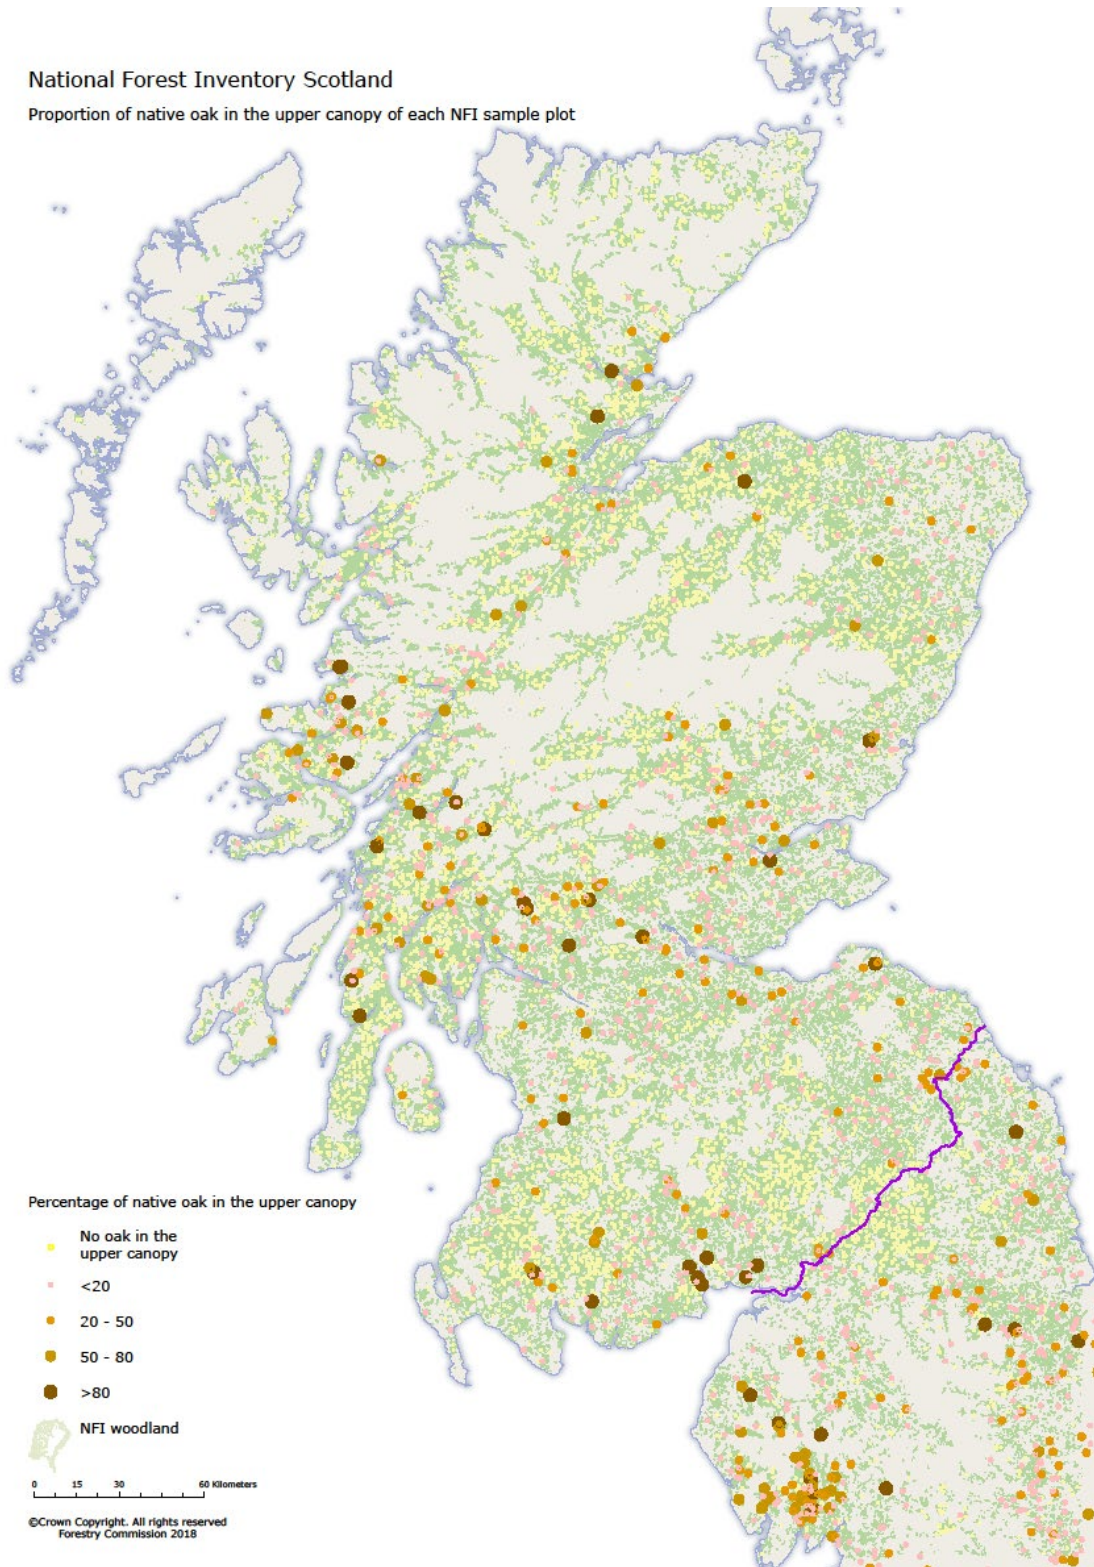 National Forest Inventory Scotland
Proportion of native oak in the upper canopy of each NFI sample plot
Percentage of native oak in the upper canopy
No oak in the
upper canopy
<20
20 - 50
50 - 80
>80
NFI woodland
0 15 30 60 Kilometers
©Crown Copyright. All rights reserved
Forestry Commission 2018